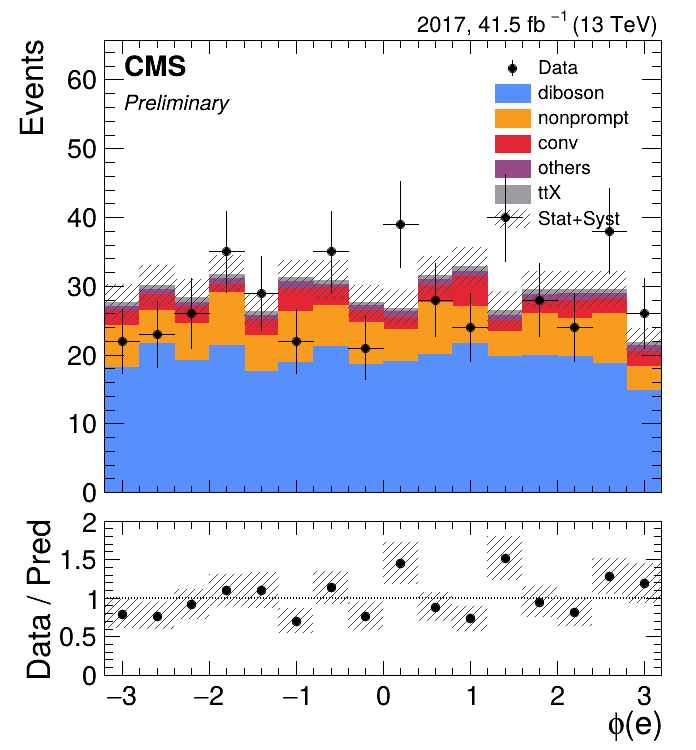 2017, 41.5 fb⁻¹ (13 TeV)
CMS
Preliminary
Events
60
50
40
30
20
10
0
Data
diboson
nonprompt
conv
others
ttX
Stat+Syst
Data / Pred
2
1.5
1
0.5
0
−3 −2 −1 0 1 2 3
ϕ(e)